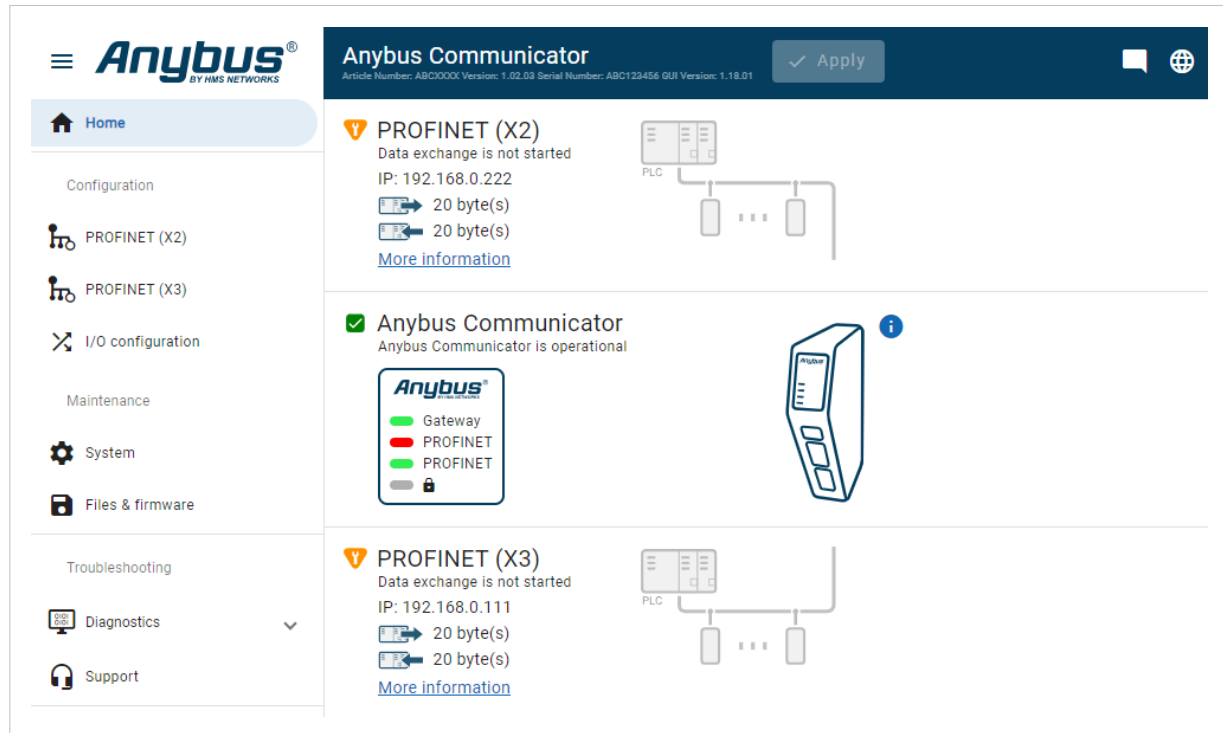 Anybus®
BY HMS NETWORKS
Anybus Communicator
Article Number: ABCXXXX Version: 1.02.03 Serial Number: ABC123456 GUI Version: 1.18.01
Apply
Home
Configuration
PROFINET (X2)
PROFINET (X3)
I/O configuration
Maintenance
System
Files & firmware
Troubleshooting
Diagnostics
Support
PROFINET (X2)
Data exchange is not started
IP: 192.168.0.222
20 byte(s)
20 byte(s)
More information
PLC
Anybus Communicator
Anybus Communicator is operational
Anybus®
BY HMS NETWORKS
Gateway
PROFINET
PROFINET
Anybus
PROFINET (X3)
Data exchange is not started
IP: 192.168.0.111
20 byte(s)
20 byte(s)
More information
PLC